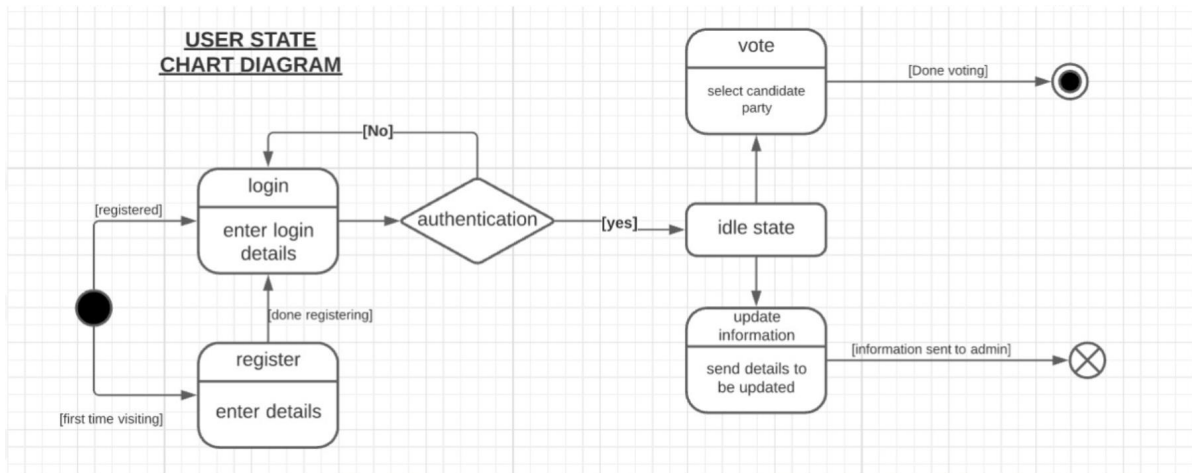 USER STATE
CHART DIAGRAM
vote
select candidate
party
[Done voting]
[No]
login
enter login
details
[registered]
authentication
[yes]
idle state
[done registering]
register
enter details
[first time visiting]
update
information
send details to
be updated
[information sent to admin]